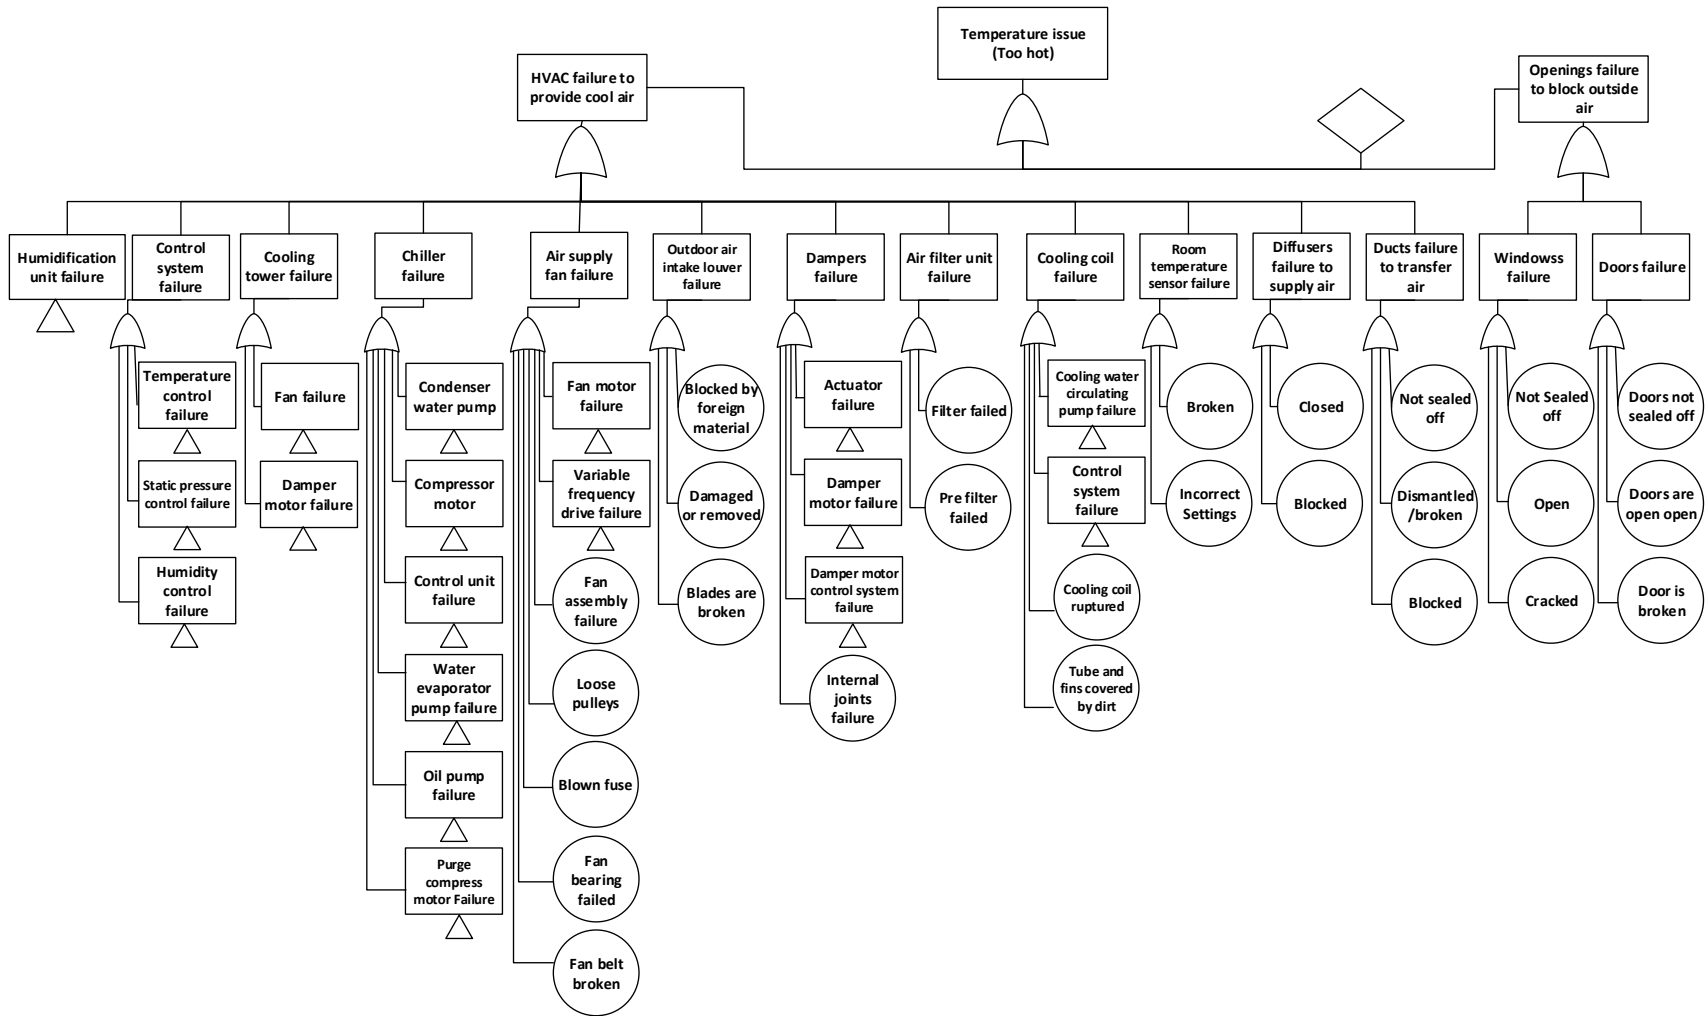 Temperature issue
(Too hot)
HVAC failure to
provide cool air
Openings failure
to block outside
air
Humidification
unit failure
Control
system
failure
Cooling
tower failure
Chiller
failure
Air supply
fan failure
Outdoor air
intake louver
failure
Dampers
failure
Air filter unit
failure
Cooling coil
failure
Room
temperature
sensor failure
Diffusers
failure to
supply air
Ducts failure
to transfer
air
Windowss
failure
Doors failure
Temperature
control
failure
Static pressure
control failure
Humidity
control
failure
Fan failure
Damper
motor failure
Condenser
water pump
Compressor
motor
Control unit
failure
Water
evaporator
pump failure
Oil pump
failure
Purge
compress
motor Failure
Fan motor
failure
Variable
frequency
drive failure
Fan
assembly
failure
Loose
pulleys
Blown fuse
Fan
bearing
failed
Fan belt
broken
Blocked by
foreign
material
Damaged
or removed
Blades are
broken
Actuator
failure
Damper
motor failure
Damper motor
control system
failure
Internal
joints
failure
Filter failed
Pre filter
failed
Cooling water
circulating
pump failure
Control
system
failure
Cooling coil
ruptured
Tube and
fins covered
by dirt
Broken
Incorrect
Settings
Closed
Blocked
Not sealed
off
Dismantled
/broken
Blocked
Not Sealed
off
Open
Cracked
Doors not
sealed off
Doors are
open open
Door is
broken